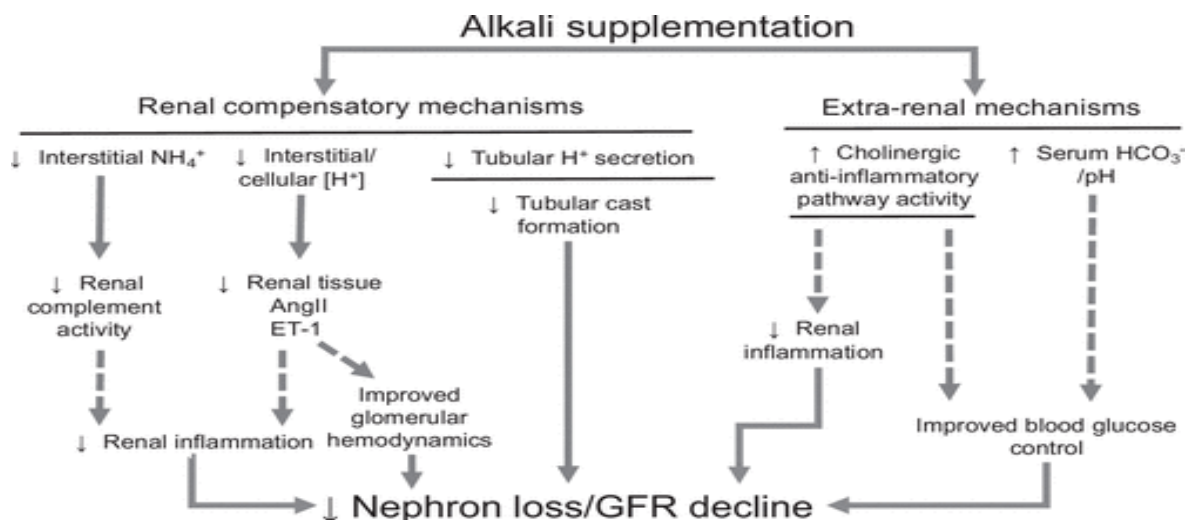 Alkali supplementation
Renal compensatory mechanisms
Extra-renal mechanisms
↓ Interstitial NH₄⁺
↓ Interstitial/
cellular [H⁺]
↓ Tubular H⁺ secretion
↓ Tubular cast
formation
↑ Cholinergic
anti-inflammatory
pathway activity
↑ Serum HCO₃⁻
/pH
↓ Renal
complement
activity
↓ Renal tissue
AngII
ET-1
↓ Renal
inflammation
Improved
glomerular
hemodynamics
↓ Renal inflammation
Improved blood glucose
control
↓ Nephron loss/GFR decline